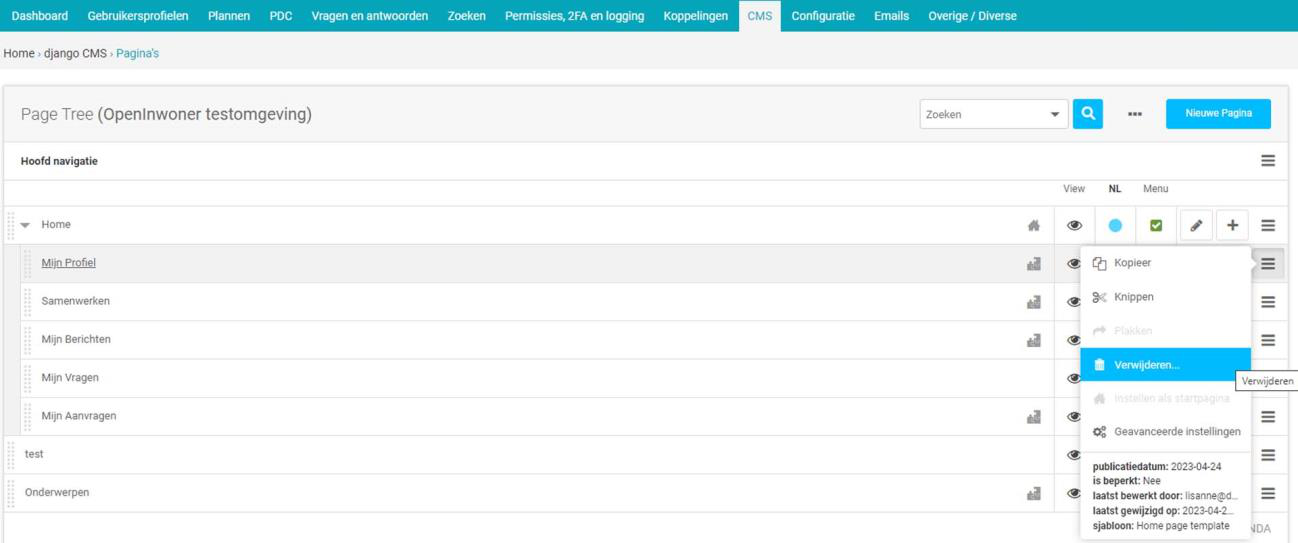 Dashboard Gebruikersprofielen Plannen PDC Vragen en antwoorden Zoeken Permissies, 2FA en logging Koppelingen CMS Configuratie Emails Overige / Diverse
Home › django CMS › Pagina's
Page Tree (OpenInwoner testomgeving) Zoeken Nieuwe Pagina
Hoofd navigatie
View NL Menu
Home
Mijn Profiel
Kopieer
Samenwerken
Knippen
Plakken
Mijn Berichten
Verwijderen...
Mijn Vragen
Verwijderen
Instellen als startpagina
Mijn Aanvragen
Geavanceerde instellingen
test
publicatiedatum: 2023-04-24
is beperkt: Nee
Onderwerpen
laatst bewerkt door: lisanne@d...
laatst gewijzigd op: 2023-04-2...
sjabloon: Home page template